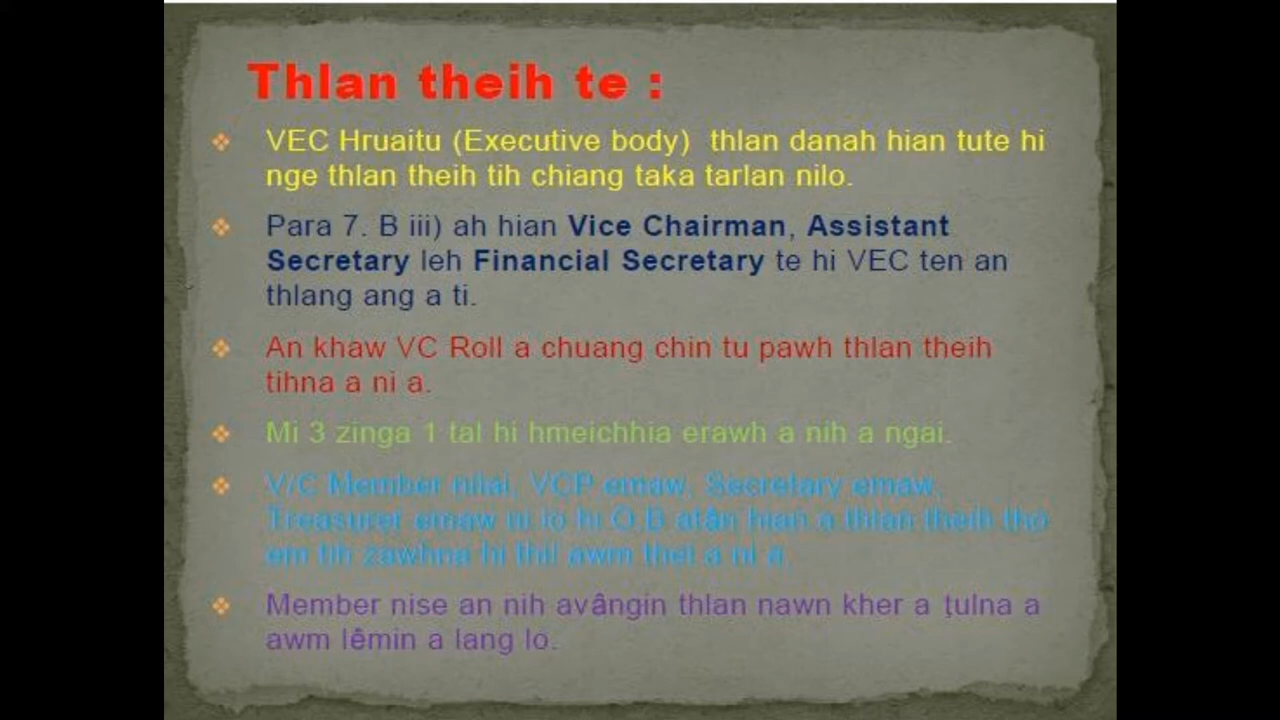 Thlan theih te :
VEC Hruaitu (Executive body) thlan danah hian tute hi
nge thlan theih tih chiang taka tarlan nilo.
Para 7. B iii) ah hian Vice Chairman, Assistant
Secretary leh Financial Secretary te hi VEC ten an
thlang ang a ti.
An khaw VC Roll a chuang chin tu pawh thlan theih
tihna a ni a.
Mi 3 zinga 1 tal hi hmeichhia erawh a nih a ngai.
V/C Member nilai, VCP emaw, Secretary emaw,
Treasurer emaw ni lo hi O.B atân hian a thlan theih tho
em tih zawhna hi thil awm thei a ni a.
Member nise an nih avângin thlan nawn kher a ṭulna a
awm lêmin a lang lo.